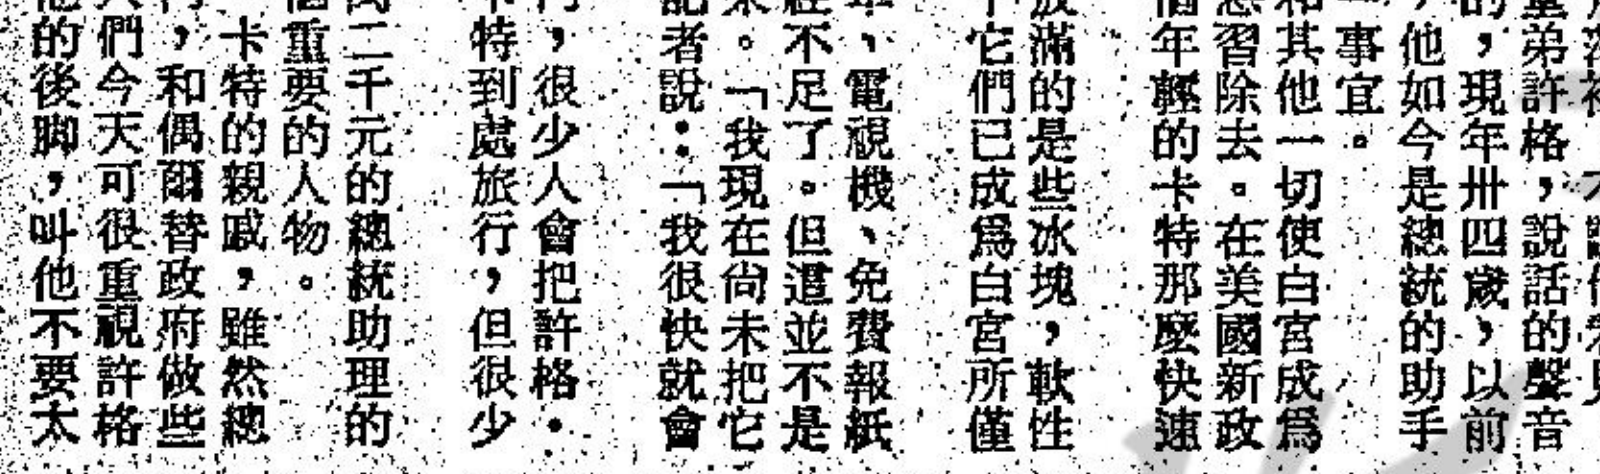 弟許格，說話的聲音
的，現年卅四歲，以前
，他如今是總統的助手
事宜。
和其他一切使白宮成爲
習除去。在美國新政
個年輕的卡特那麼快速
放滿的是些冰塊，軟性
它們已成爲白宮所僅
、電視機、免費報紙
不足了。但還並不是
。「我現在尚未把它
記者說：「我很快就會
，很少人會把許格・
卡特到處旅行，但很少
二千元的總統助理的
個重要的人物。
卡特的親戚，雖然總
，和偶爾替政府做些
人們今天可很重視許格
的後脚，叫他不要太